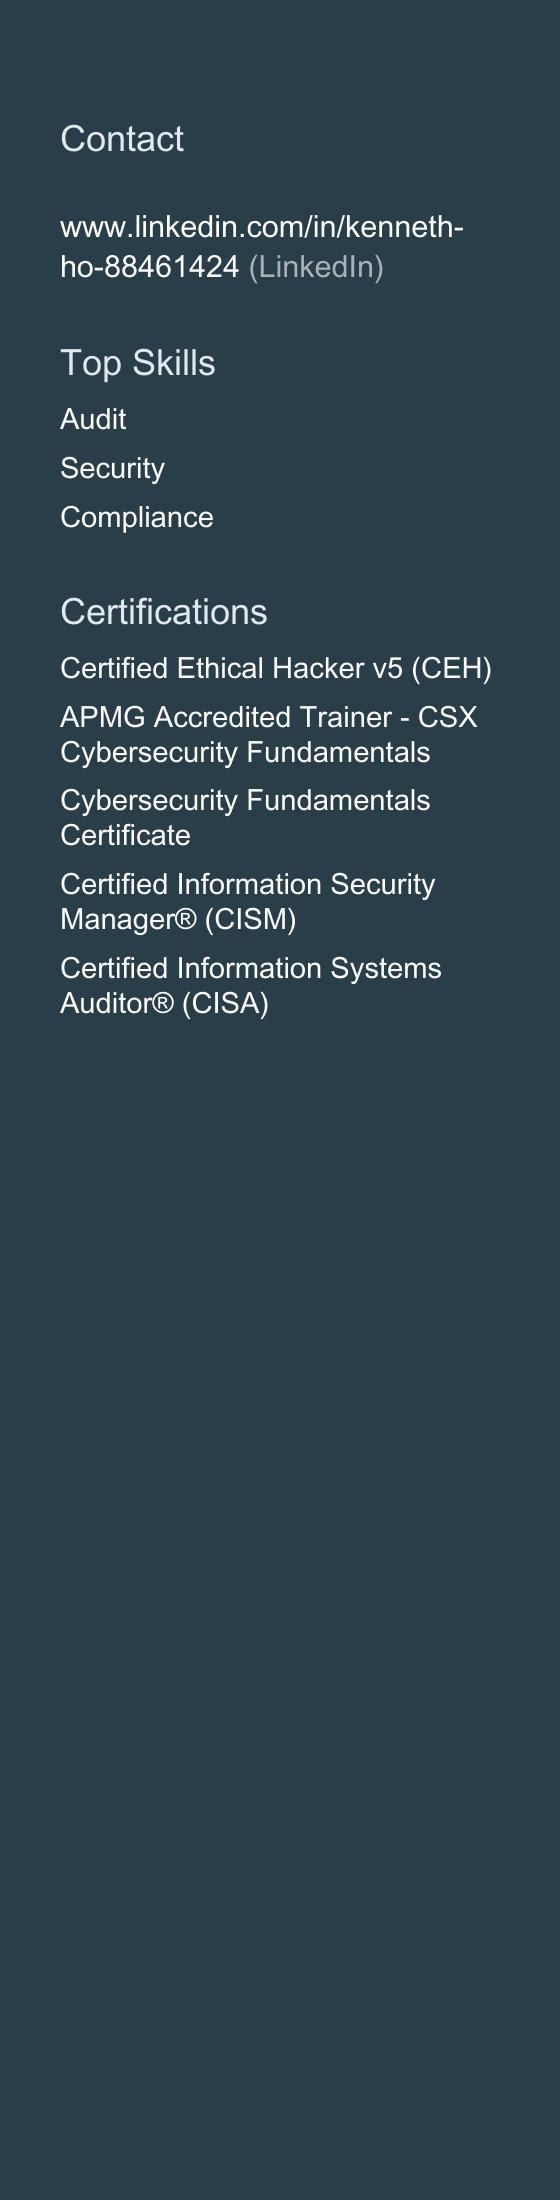 Contact
www.linkedin.com/in/kenneth-
ho-88461424 (LinkedIn)
Top Skills
Audit
Security
Compliance
Certifications
Certified Ethical Hacker v5 (CEH)
APMG Accredited Trainer - CSX
Cybersecurity Fundamentals
Cybersecurity Fundamentals
Certificate
Certified Information Security
Manager® (CISM)
Certified Information Systems
Auditor® (CISA)